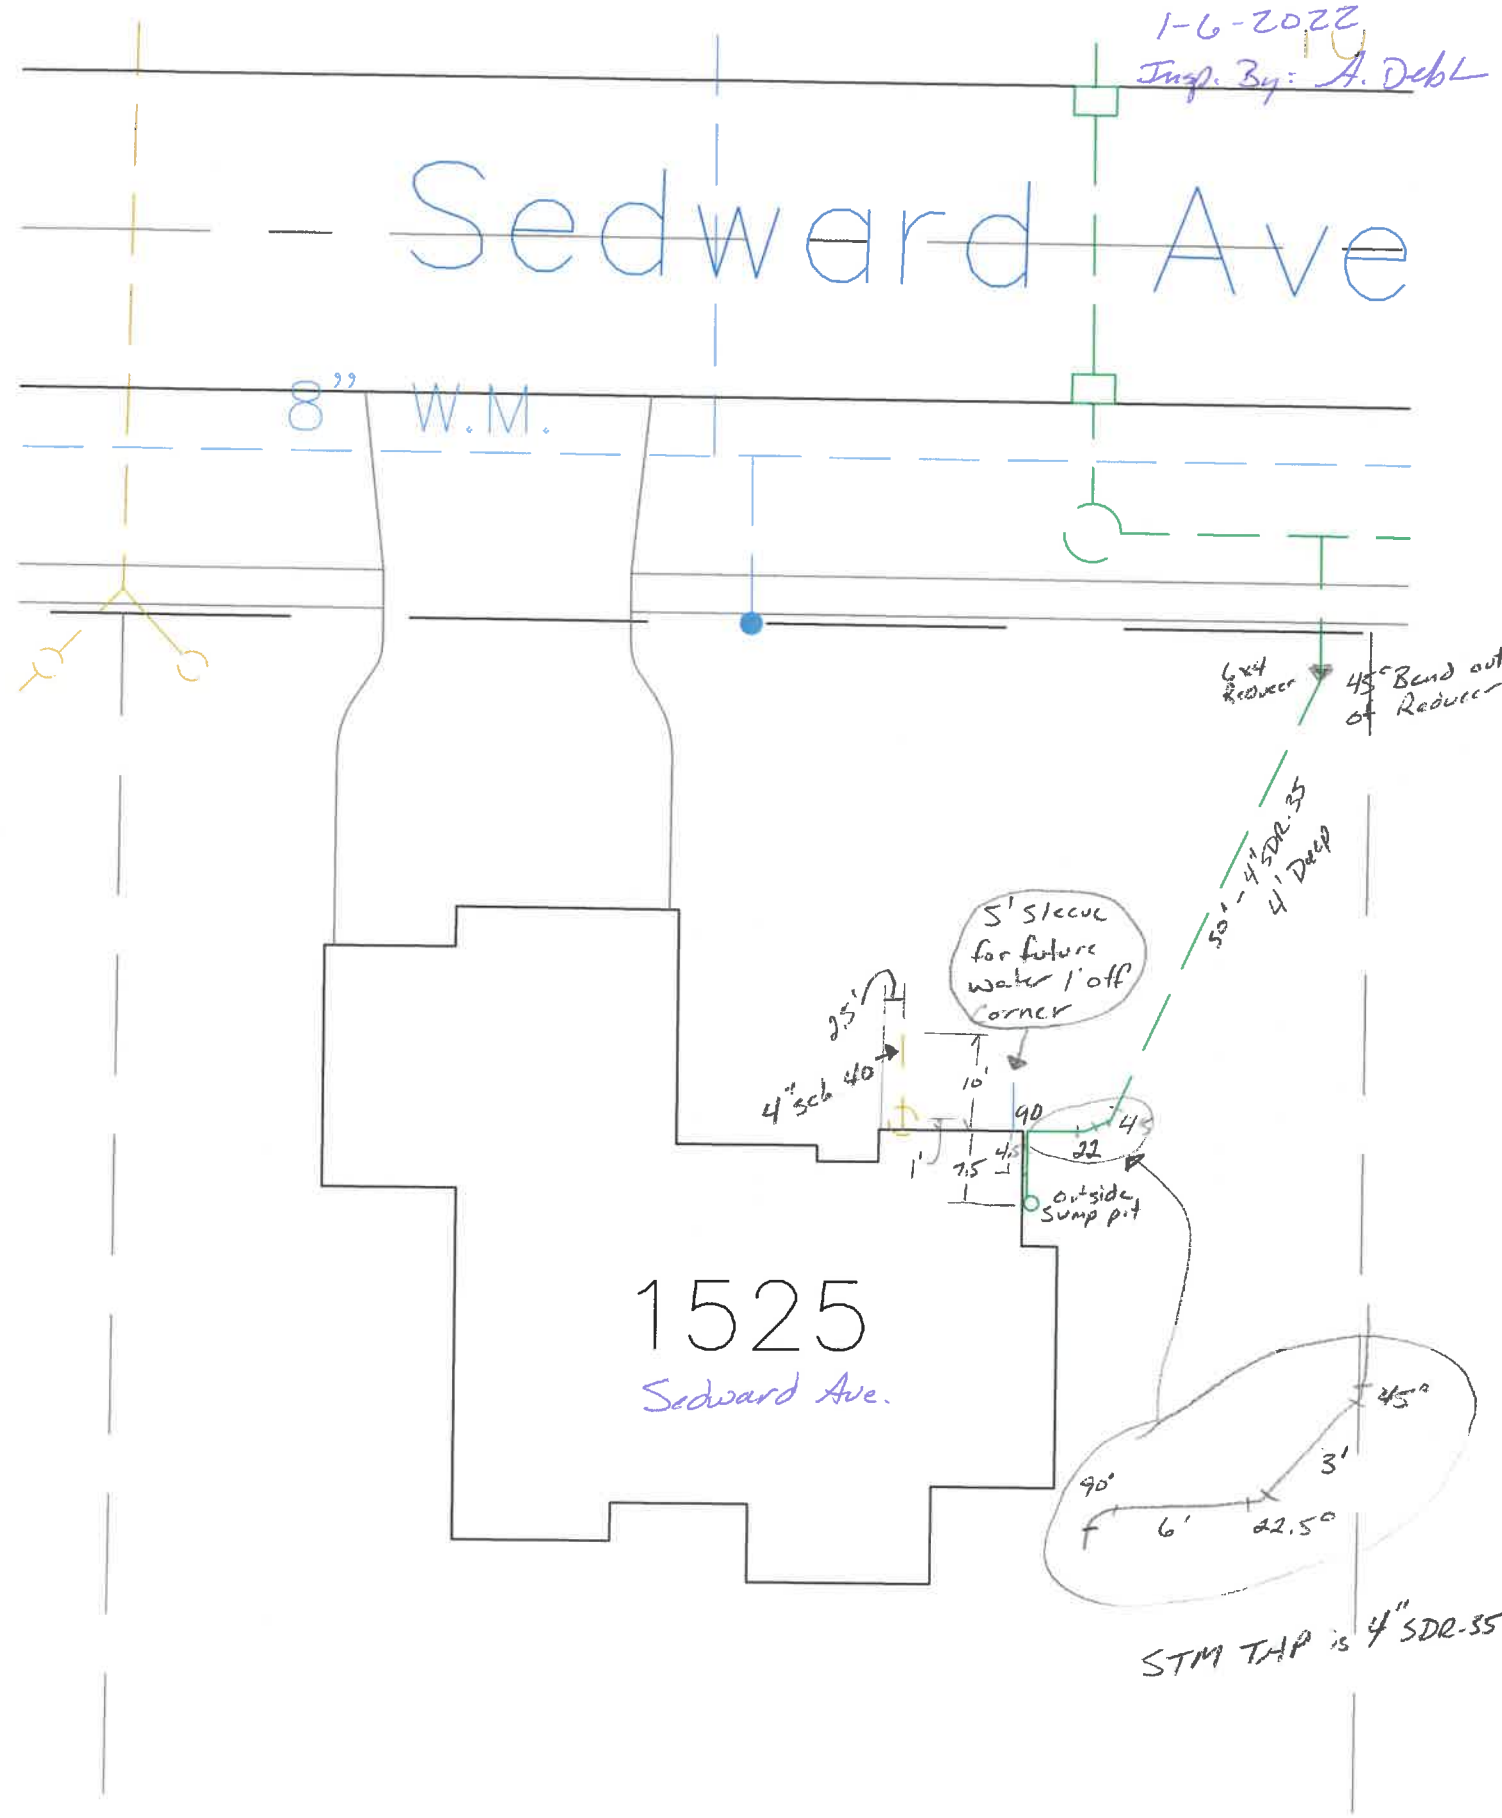 1-6-2022
Insp. By: A. Debt
Sedward Ave
8" W.M.
6x4
Reducer
45° Bend out
of Reducer
50' - 4" SDR-35
4' Deep
5' Sleeve
for future
water 1' off
Corner
2.5'
4" sch 40
10'
90
45
22
1'
7.5
4.5
outside
Sump pit
1525
Sedward Ave.
45°
3'
90°
6'
22.5°
STM TAP is 4" SDR-35